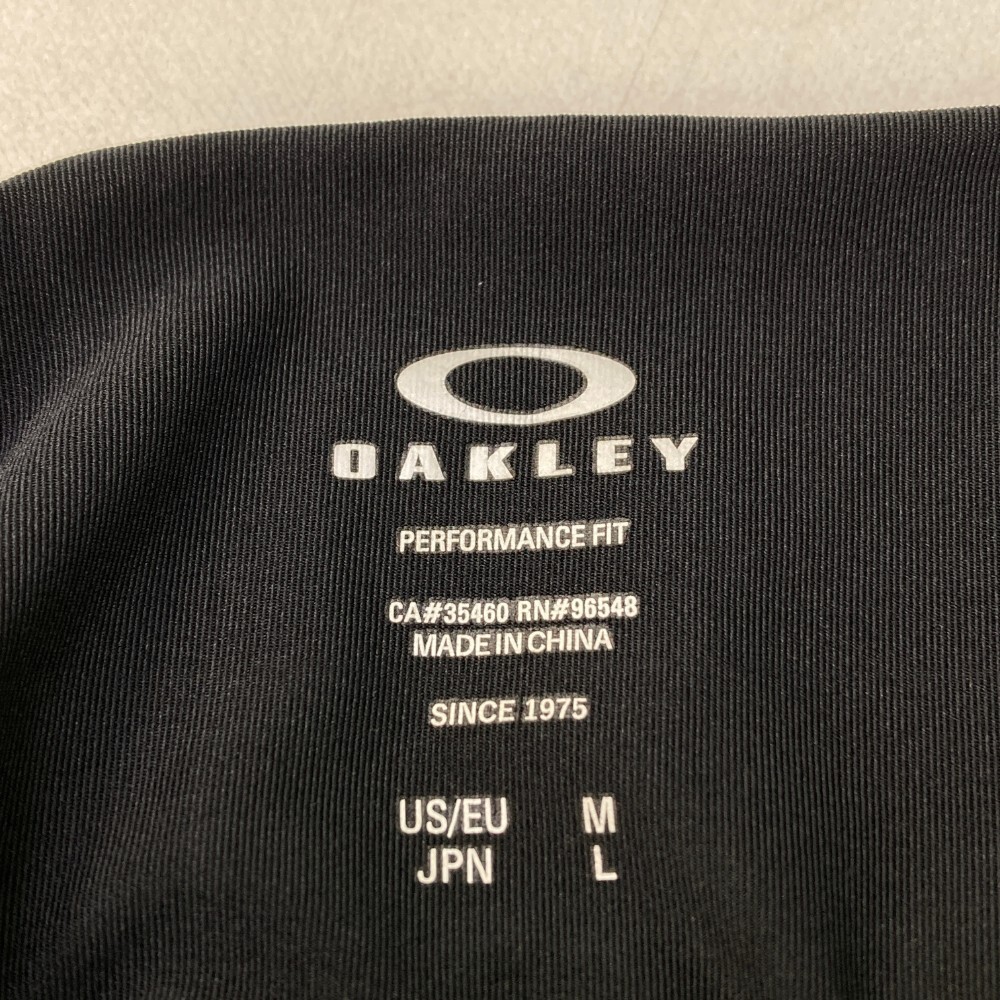 OAKLEY
PERFORMANCE FIT
CA#35460 RN#96548
MADE IN CHINA
SINCE 1975
US/EU M
JPN L